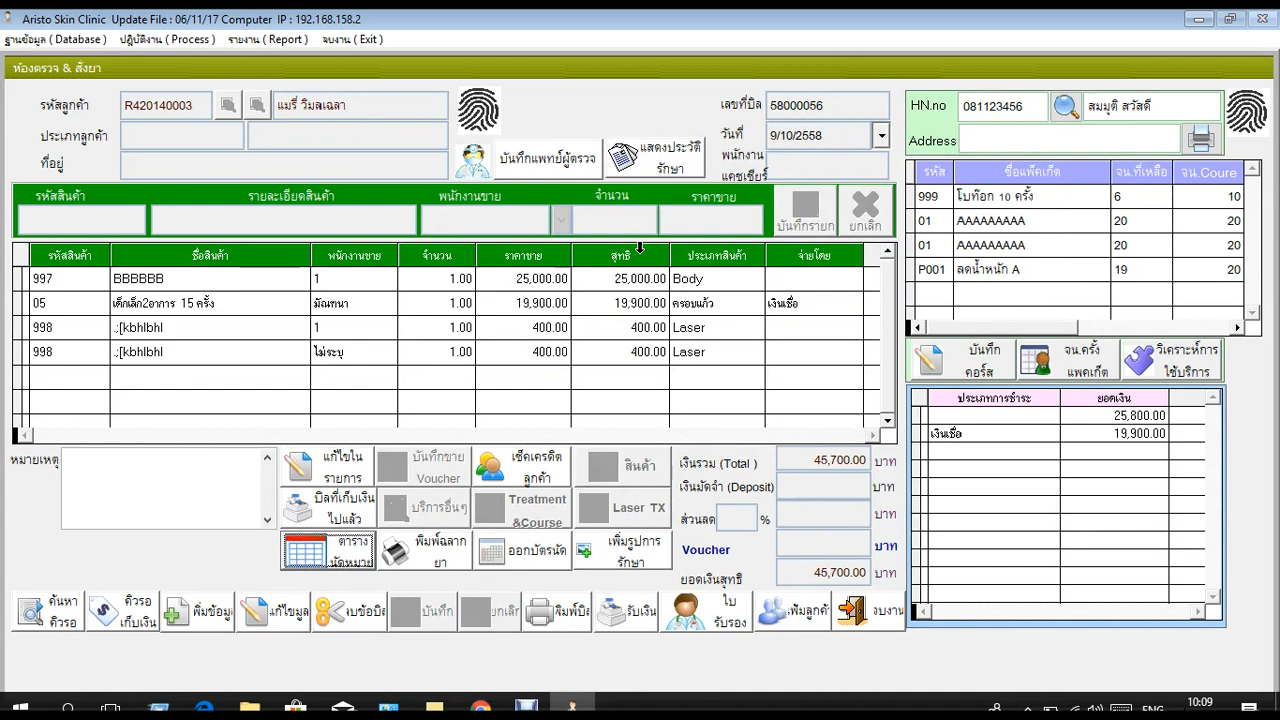 Aristo Skin Clinic Update File : 06/11/17 Computer IP : 192.168.158.2
ฐานข้อมูล ( Database ) ปฎิบัติงาน ( Process ) รายงาน ( Report ) จบงาน ( Exit )
ห้องตรวจ & สั่งยา
รหัสลูกค้า R420140003 แมรี่ วิมลเฉลา เลขที่บิล 58000056
ประเภทลูกค้า วันที่ 9/10/2558
ที่อยู่ บันทึกแพทย์ผู้ตรวจ แสดงประวัติ
รักษา
พนักงาน
แคชเชียร์
HN.no 081123456 สมมุติ สวัสดี
Address
รหัสสินค้า รายละเอียดสินค้า พนักงานขาย จำนวน ราคาขาย
บันทึกรายก ยกเลิก
รหัสสินค้า ชื่อสินค้า พนักงานขาย จำนวน ราคาขาย สุทธิ ประเภทสินค้า จ่ายโดย
997 BBBBBB 1 1.00 25,000.00 25,000.00 Body
05 เด็กเล็ก2อาการ 15 ครั้ง มัณฑนา 1.00 19,900.00 19,900.00 ครอบแก้ว เงินเชื่อ
998 .;[kbhlbhl 1 1.00 400.00 400.00 Laser
998 .;[kbhlbhl ไม่ระบุ 1.00 400.00 400.00 Laser
รหัส ชื่อแพ็คเก็ต จน.ที่เหลือ จน.Coure
999 โบท๊อก 10 ครั้ง 6 10
01 AAAAAAAAA 20 20
01 AAAAAAAAA 20 20
P001 ลดน้ำหนัก A 19 20
บันทึก
คอร์ส
จน.ครั้ง
แพคเก็ต
วิเคราะห์การ
ใช้บริการ
ประเภทการชำระ ยอดเงิน
25,800.00
เงินเชื่อ 19,900.00
หมายเหตุ
แก้ไขใน
รายการ
บันทึกขาย
Voucher
เช็คเครดิต
ลูกค้า
สินค้า
บิลที่เก็บเงิน
ไปแล้ว
บริการอื่นๆ
Treatment
&Course
Laser TX
ตาราง
นัดหมาย
พิมพ์ฉลาก
ยา
ออกบัตรนัด
เพิ่มรูปการ
รักษา
เงินรวม (Total ) 45,700.00 บาท
เงินมัดจำ (Deposit) บาท
ส่วนลด % บาท
Voucher บาท
ยอดเงินสุทธิ 45,700.00 บาท
ค้นหา
คิวรอ
คิวรอ
เก็บเงิน
พิ่มข้อมู
แก้ไขมูล
บข้อบิล
บันทึก
ยกเลิก
พิมพ์บิ
รับเงิน
ใบ
รับรอง
เพิ่มลูกค้
จบงาน
10:09
ENG